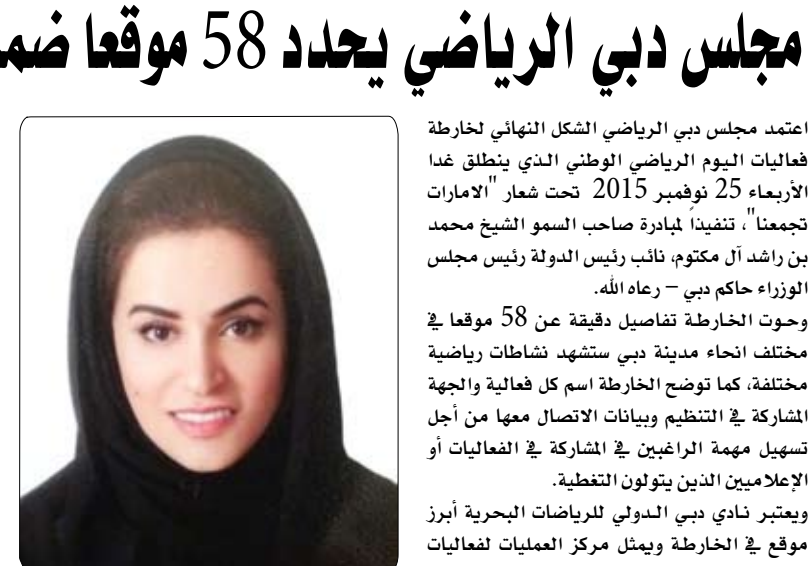 مجلس دبي الرياضي يحدد 58 موقعا
اعتمد مجلس دبي الرياضي الشكل النهائي لخارطة
فعاليات اليوم الرياضي الوطني الذي ينطلق غدا
الأربعاء 25 نوفمبر 2015 تحت شعار "الامارات
تجمعنا"، تنفيذاً لمبادرة صاحب السمو الشيخ محمد
بن راشد آل مكتوم، نائب رئيس الدولة رئيس مجلس
الوزراء حاكم دبي – رعاه الله.
وحوت الخارطة تفاصيل دقيقة عن 58 موقعا في
مختلف انحاء مدينة دبي ستشهد نشاطات رياضية
مختلفة، كما توضح الخارطة اسم كل فعالية والجهة
المشاركة في التنظيم وبيانات الاتصال معها من أجل
تسهيل مهمة الراغبين في المشاركة في الفعاليات أو
الإعلاميين الذين يتولون التغطية.
ويعتبر نادي دبي الدولي للرياضات البحرية أبرز
موقع في الخارطة ويمثل مركز العمليات لفعاليات